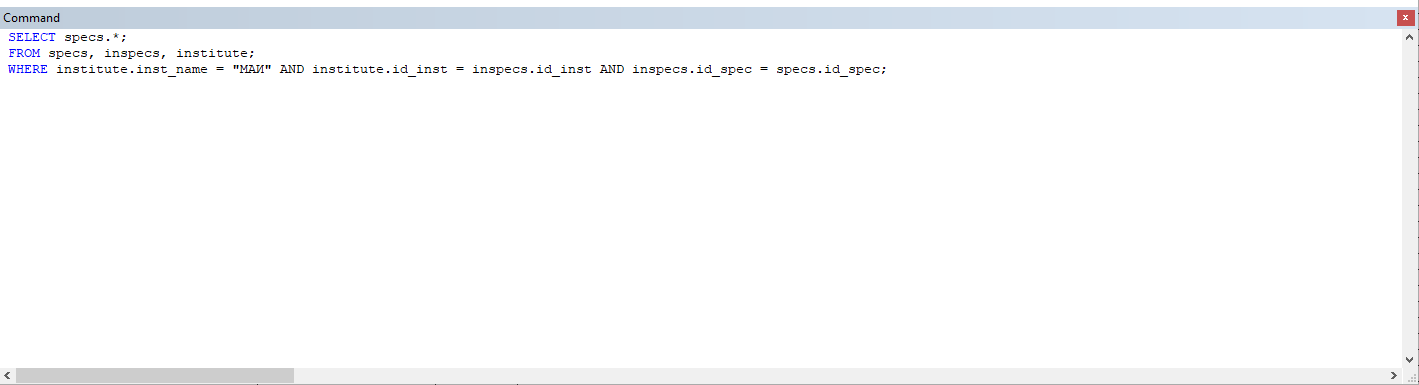 Command
SELECT specs.*;
FROM specs, inspecs, institute;
WHERE institute.inst_name = "МАИ" AND institute.id_inst = inspecs.id_inst AND inspecs.id_spec = specs.id_spec;